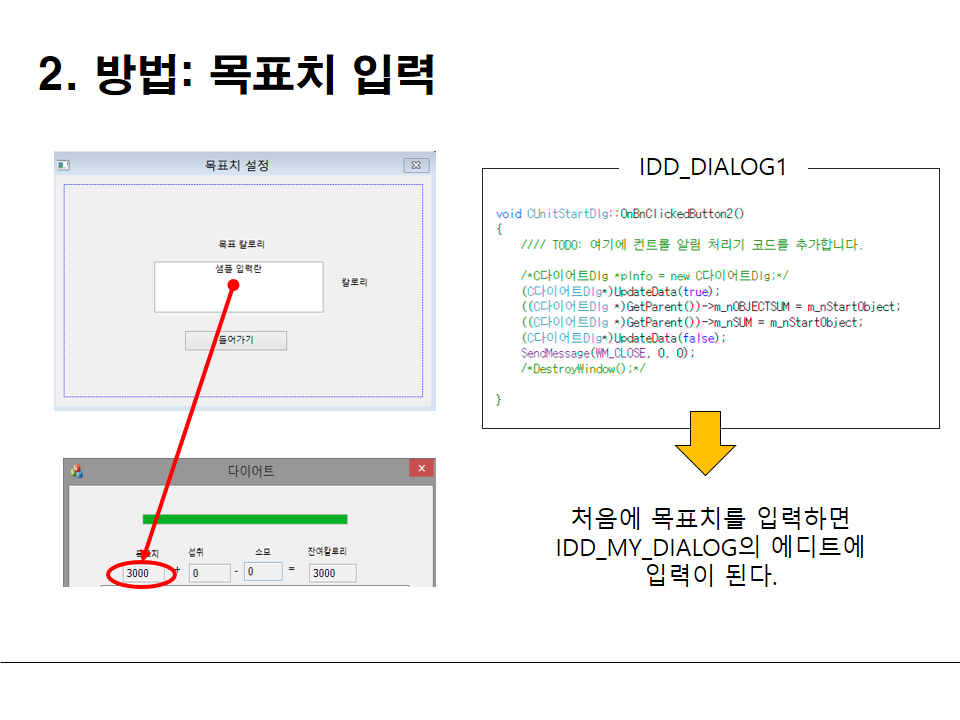 2. 방법: 목표치 입력
목표치 설정
목표 칼로리
샘플 입력란
칼로리
들어가기
다이어트
목표치 섭취 소모 잔여칼로리
3000 + 0 - 0 = 3000
IDD_DIALOG1
void CUnitStartDlg::OnBnClickedButton2()
{
//// TODO: 여기에 컨트롤 알림 처리기 코드를 추가합니다.
/*C다이어트Dlg *pInfo = new C다이어트Dlg;*/
(C다이어트Dlg*)UpdateData(true);
((C다이어트Dlg *)GetParent())->m_nOBJECTSUM = m_nStartObject;
((C다이어트Dlg *)GetParent())->m_nSUM = m_nStartObject;
(C다이어트Dlg*)UpdateData(false);
SendMessage(WM_CLOSE, 0, 0);
/*DestroyWindow();*/
}
처음에 목표치를 입력하면
IDD_MY_DIALOG의 에디트에
입력이 된다.